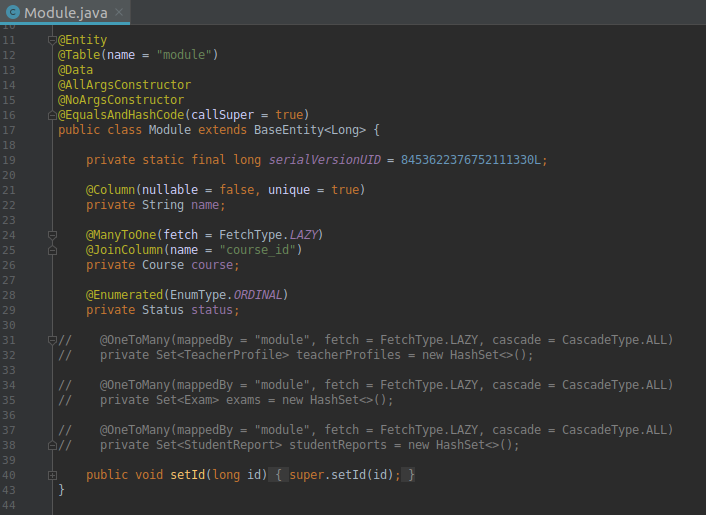 Module.java
10
11 @Entity
12 @Table(name = "module")
13 @Data
14 @AllArgsConstructor
15 @NoArgsConstructor
16 @EqualsAndHashCode(callSuper = true)
17 public class Module extends BaseEntity<Long> {
18
19 private static final long serialVersionUID = 8453622376752111330L;
20
21 @Column(nullable = false, unique = true)
22 private String name;
23
24 @ManyToOne(fetch = FetchType.LAZY)
25 @JoinColumn(name = "course_id")
26 private Course course;
27
28 @Enumerated(EnumType.ORDINAL)
29 private Status status;
30
31 // @OneToMany(mappedBy = "module", fetch = FetchType.LAZY, cascade = CascadeType.ALL)
32 // private Set<TeacherProfile> teacherProfiles = new HashSet<>();
33
34 // @OneToMany(mappedBy = "module", fetch = FetchType.LAZY, cascade = CascadeType.ALL)
35 // private Set<Exam> exams = new HashSet<>();
36
37 // @OneToMany(mappedBy = "module", fetch = FetchType.LAZY, cascade = CascadeType.ALL)
38 // private Set<StudentReport> studentReports = new HashSet<>();
39
40 public void setId(long id) { super.setId(id); }
43 }
44